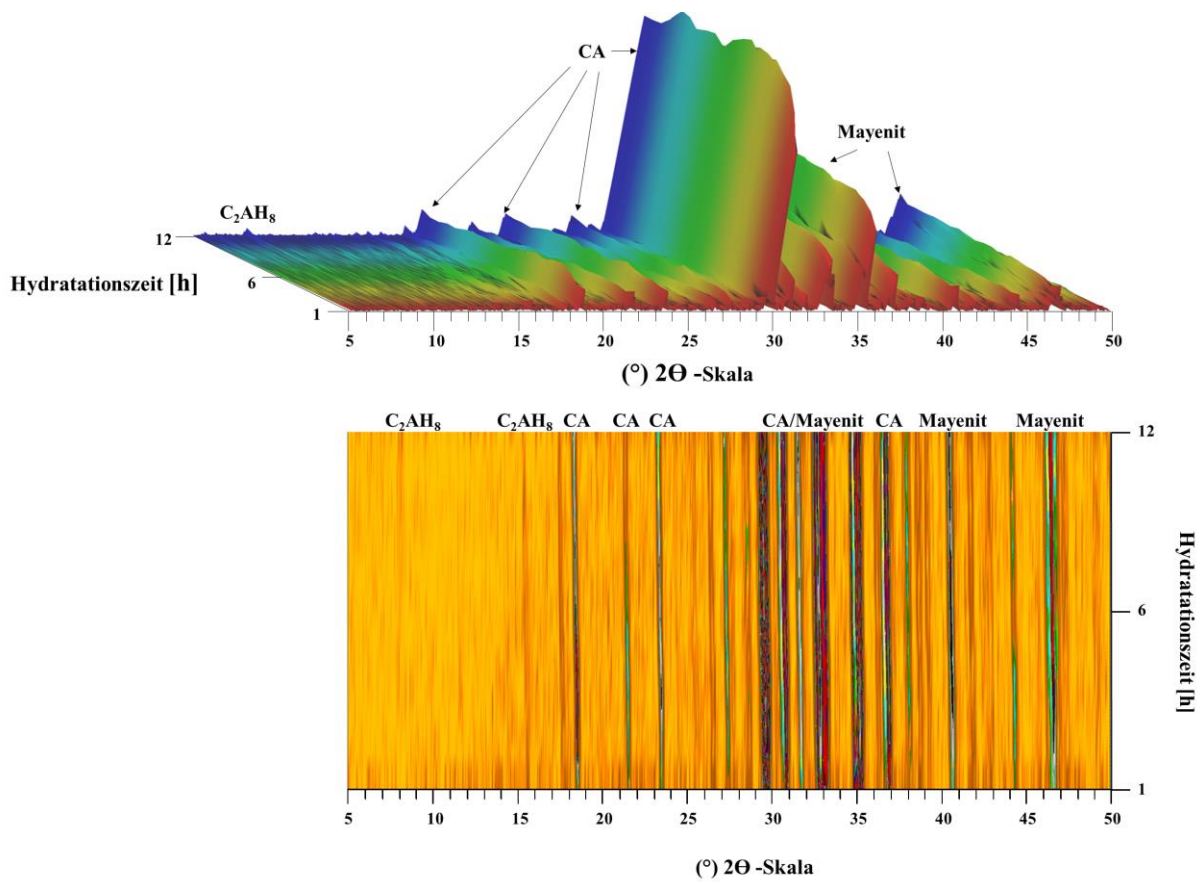 CA
Mayenit
C₂AH₈
12
Hydratationszeit [h]
6
1
5 10 15 20 25 30 35 40 45 50
(°) 2Θ -Skala
C₂AH₈ C₂AH₈ CA CA CA CA/Mayenit CA Mayenit Mayenit
12
6
Hydratationszeit [h]
1
5 10 15 20 25 30 35 40 45 50
(°) 2Θ -Skala